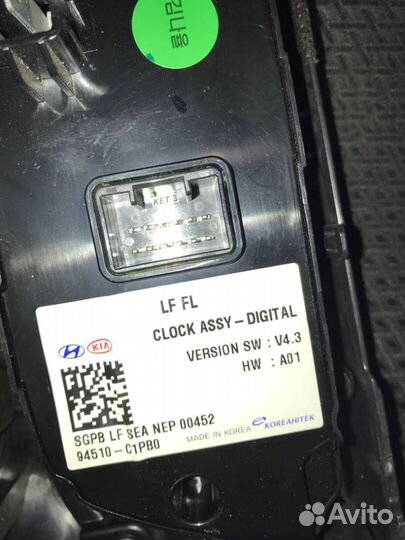 KET 3
LF FL
CLOCK ASSY-DIGITAL
VERSION SW : V4.3
HW : A01
KIA
SGPB LF SEA NEP 00452
94510-C1PB0
MADE IN KOREA
KOREAHITEK
Avito